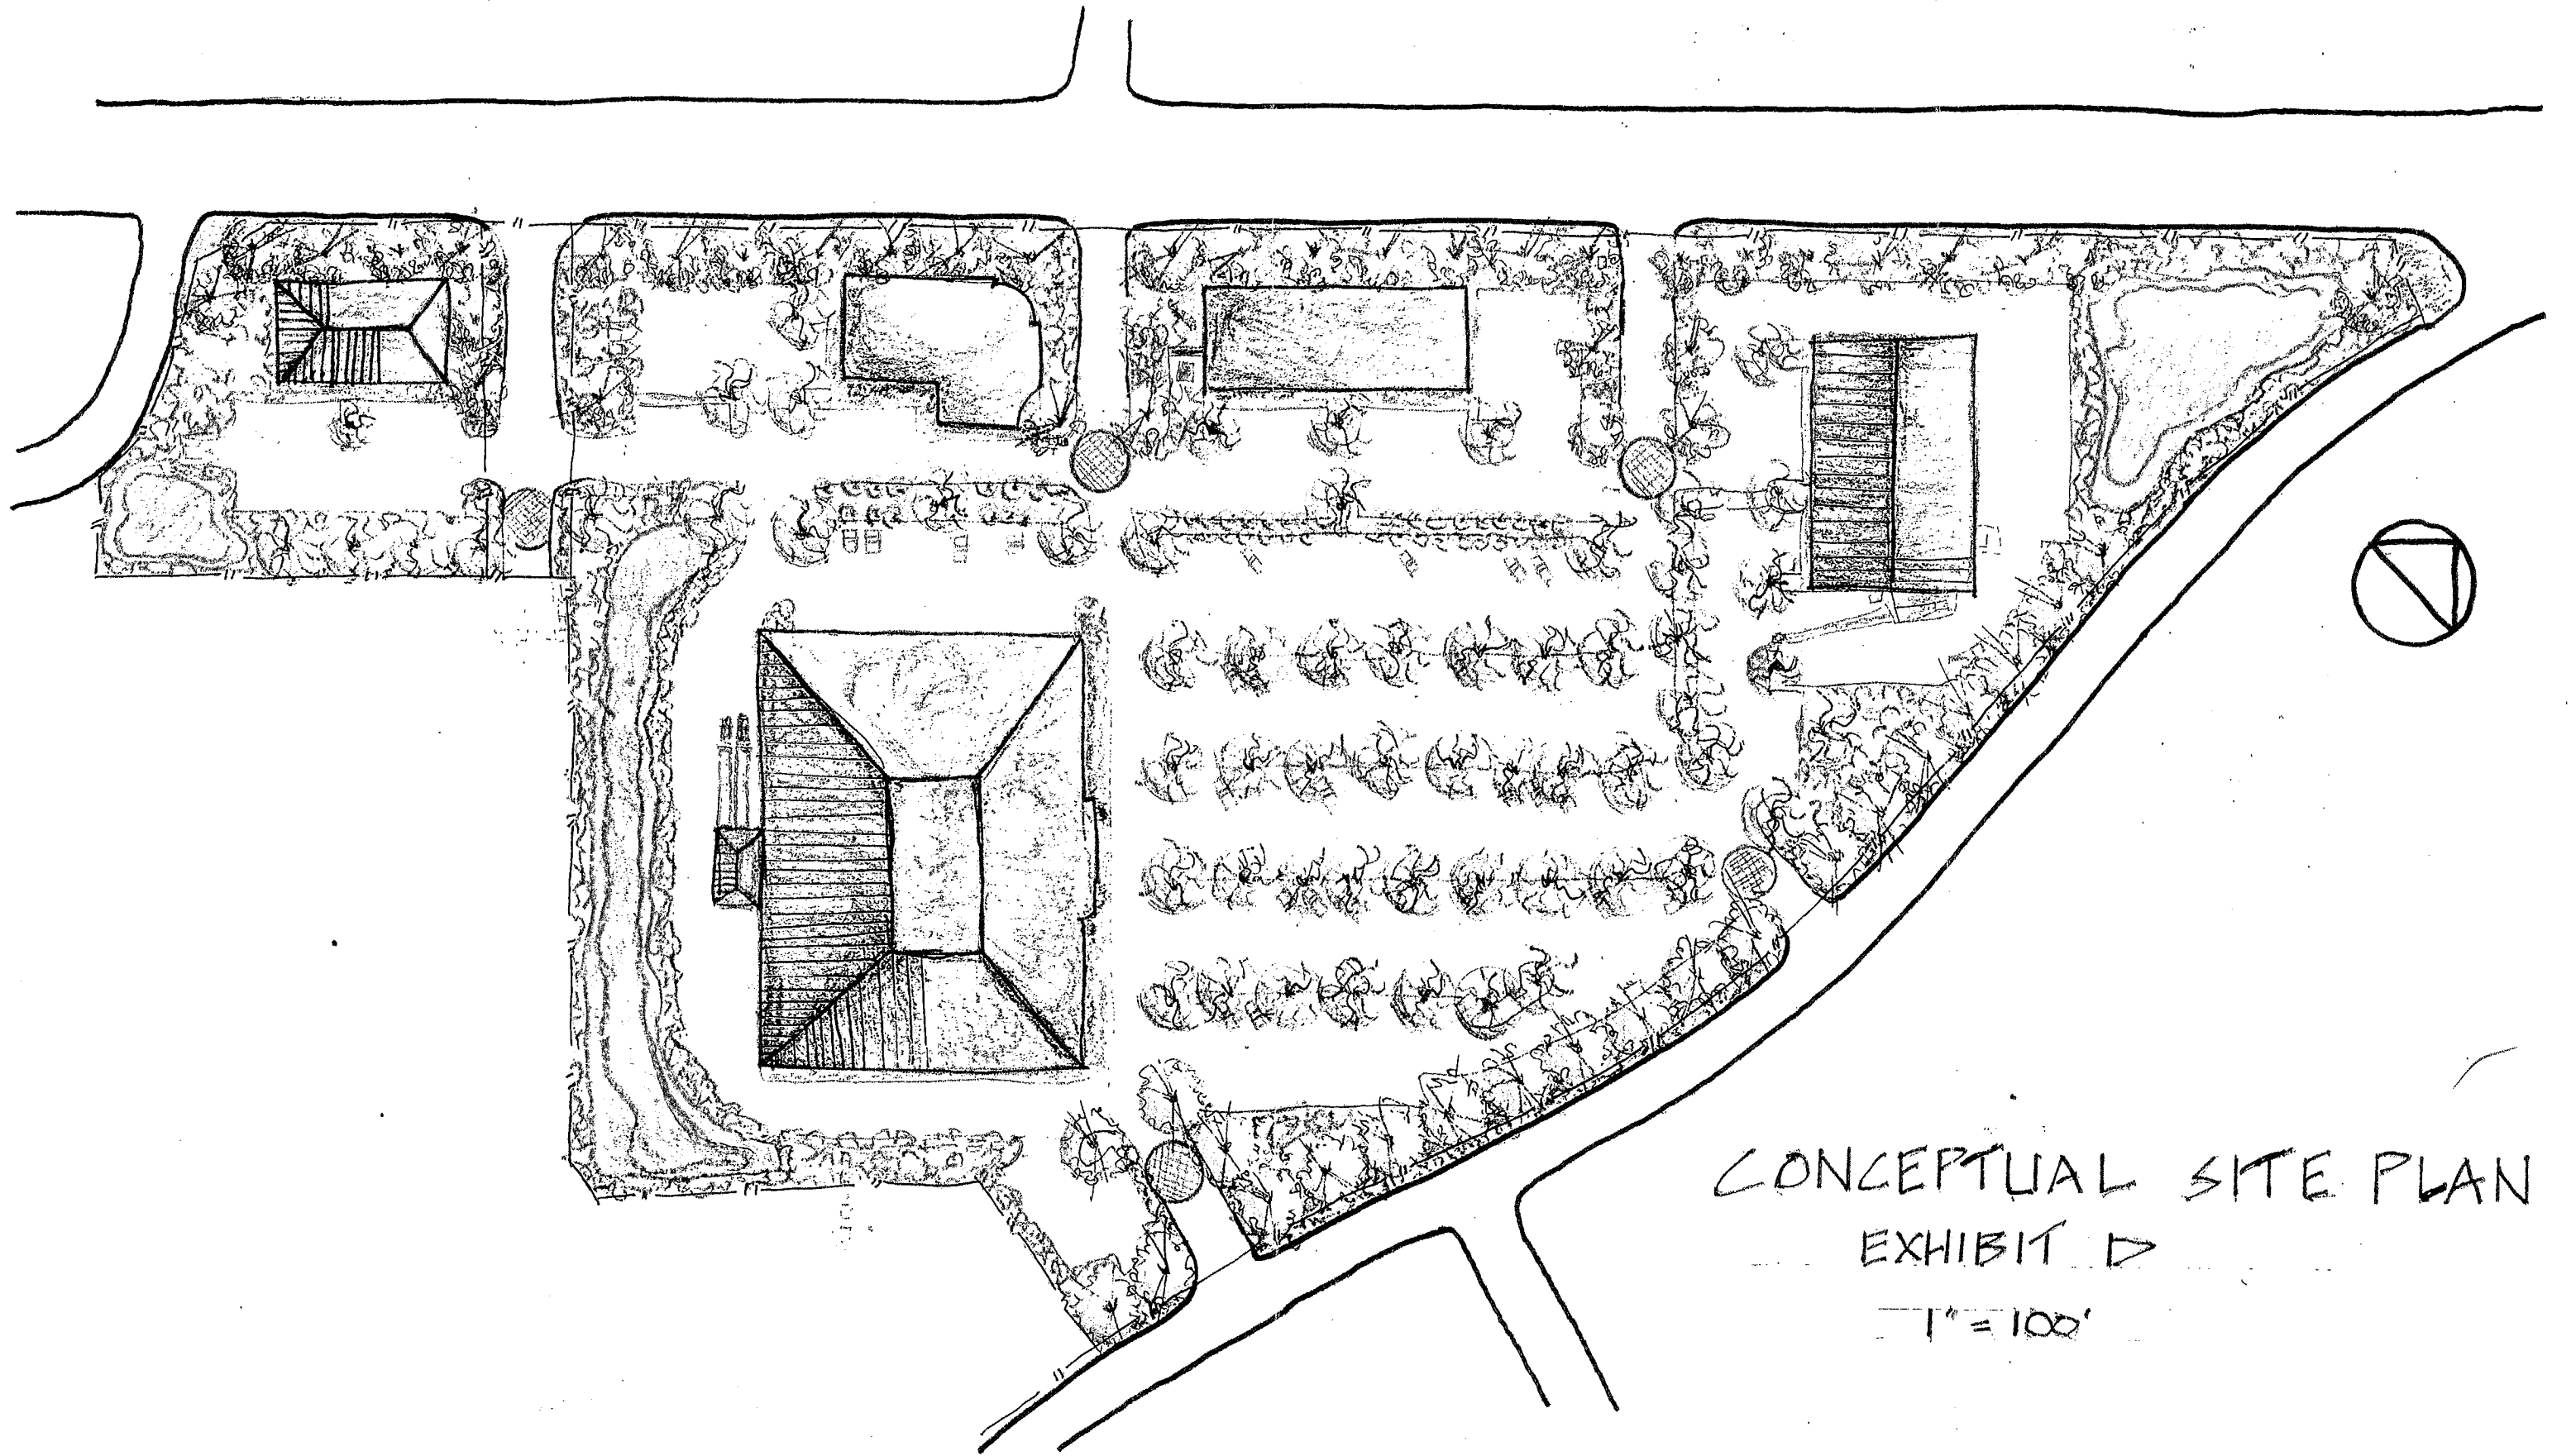 CONCEPTUAL SITE PLAN
EXHIBIT D
1" = 100'